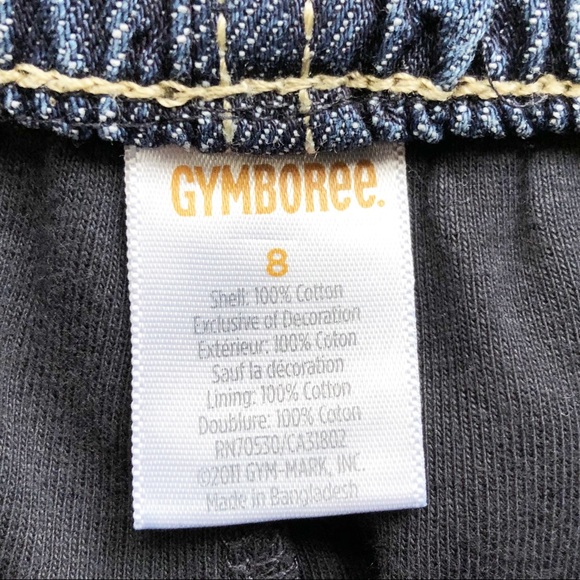 GYMBOREE.
8
Shell: 100% Cotton
Exclusive of Decoration
Extérieur: 100% Coton
Sauf la décoration
Lining: 100% Cotton
Doublure: 100% Coton
RN70530/CA31802
©2011 GYM-MARK, INC.
Made in Bangladesh